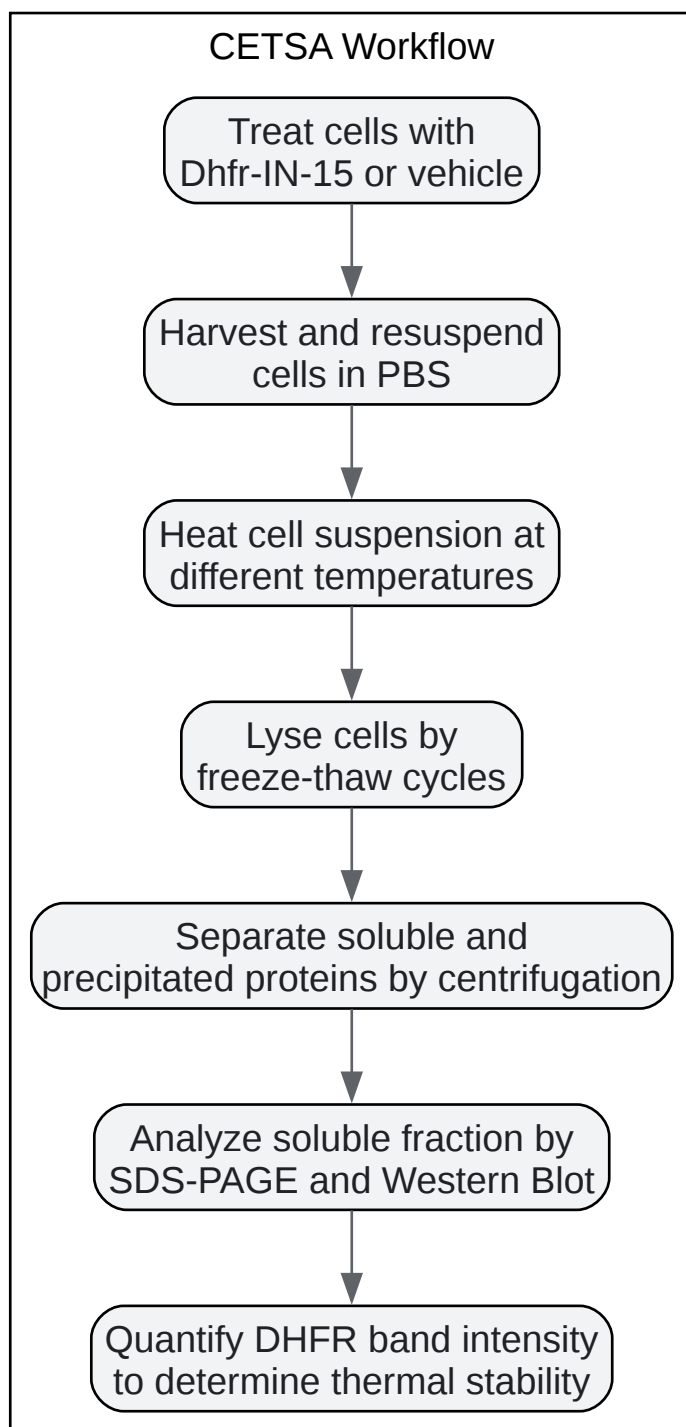 CETSA Workflow
Treat cells with
Dhfr-IN-15 or vehicle
Harvest and resuspend
cells in PBS
Heat cell suspension at
different temperatures
Lyse cells by
freeze-thaw cycles
Separate soluble and
precipitated proteins by centrifugation
Analyze soluble fraction by
SDS-PAGE and Western Blot
Quantify DHFR band intensity
to determine thermal stability